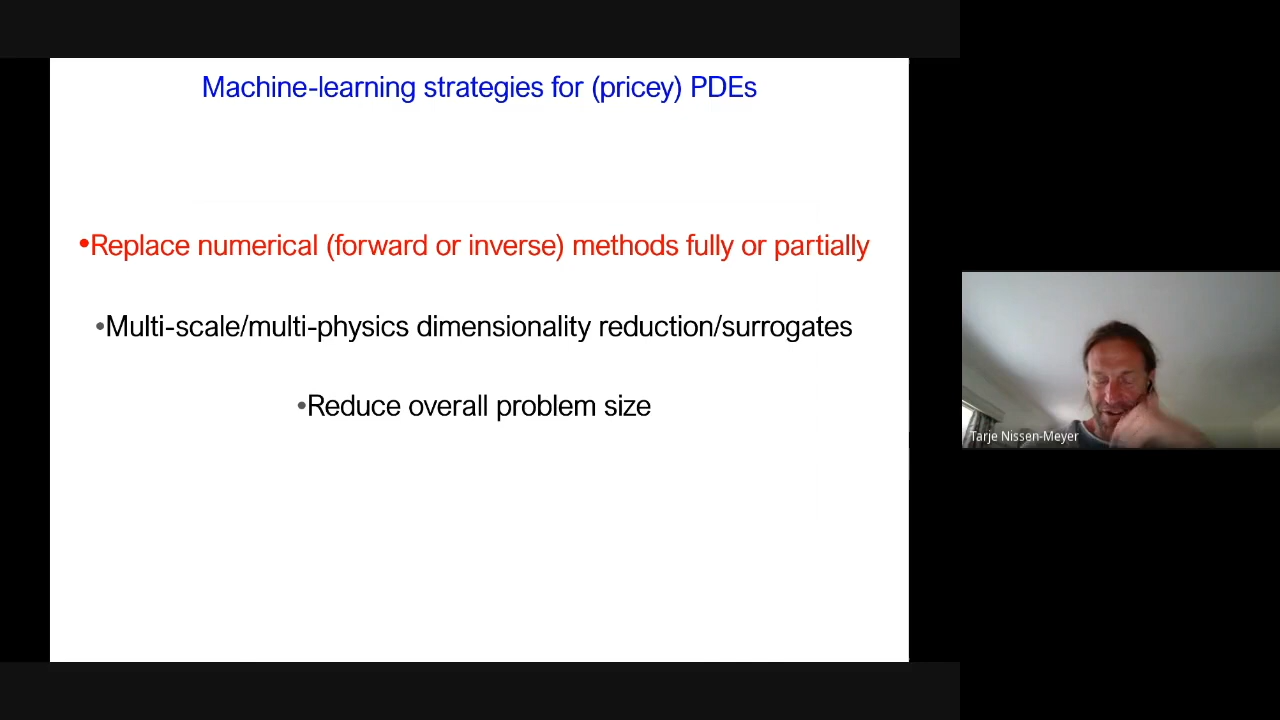 Machine-learning strategies for (pricey) PDEs
•Replace numerical (forward or inverse) methods fully or partially
•Multi-scale/multi-physics dimensionality reduction/surrogates
•Reduce overall problem size
Tarje Nissen-Meyer